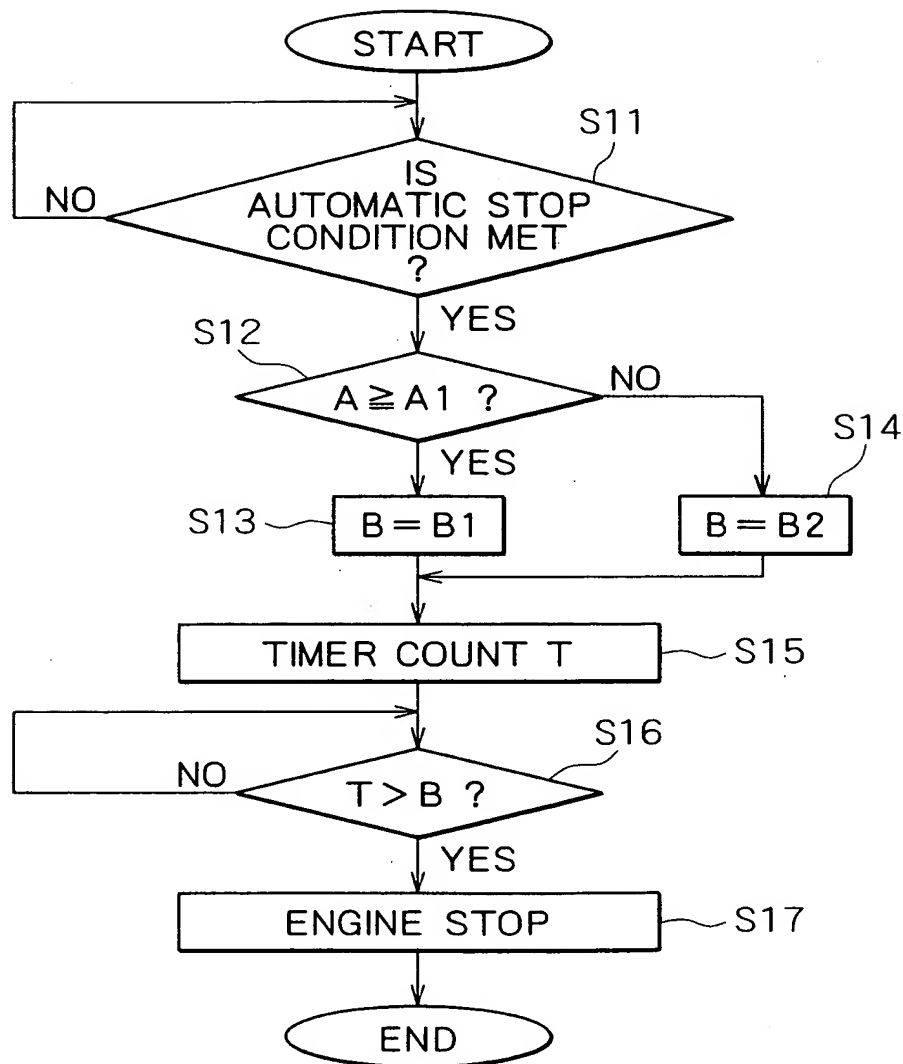 START
S11
IS
AUTOMATIC STOP
CONDITION MET
?
NO
YES
S12
A ≧ A1 ?
NO
YES
S14
S13
B = B1
B = B2
TIMER COUNT T
S15
S16
T > B ?
NO
YES
ENGINE STOP
S17
END